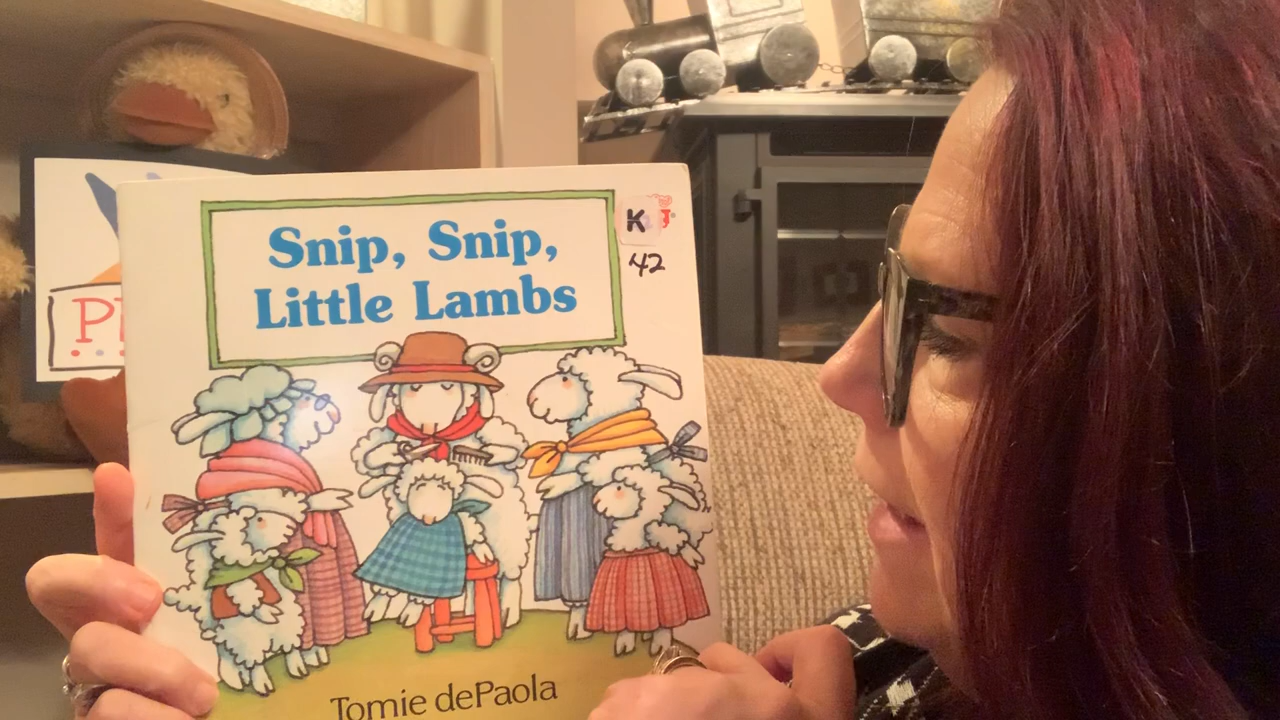 Snip, Snip,
Little Lambs
K
42
P
Tomie dePaola